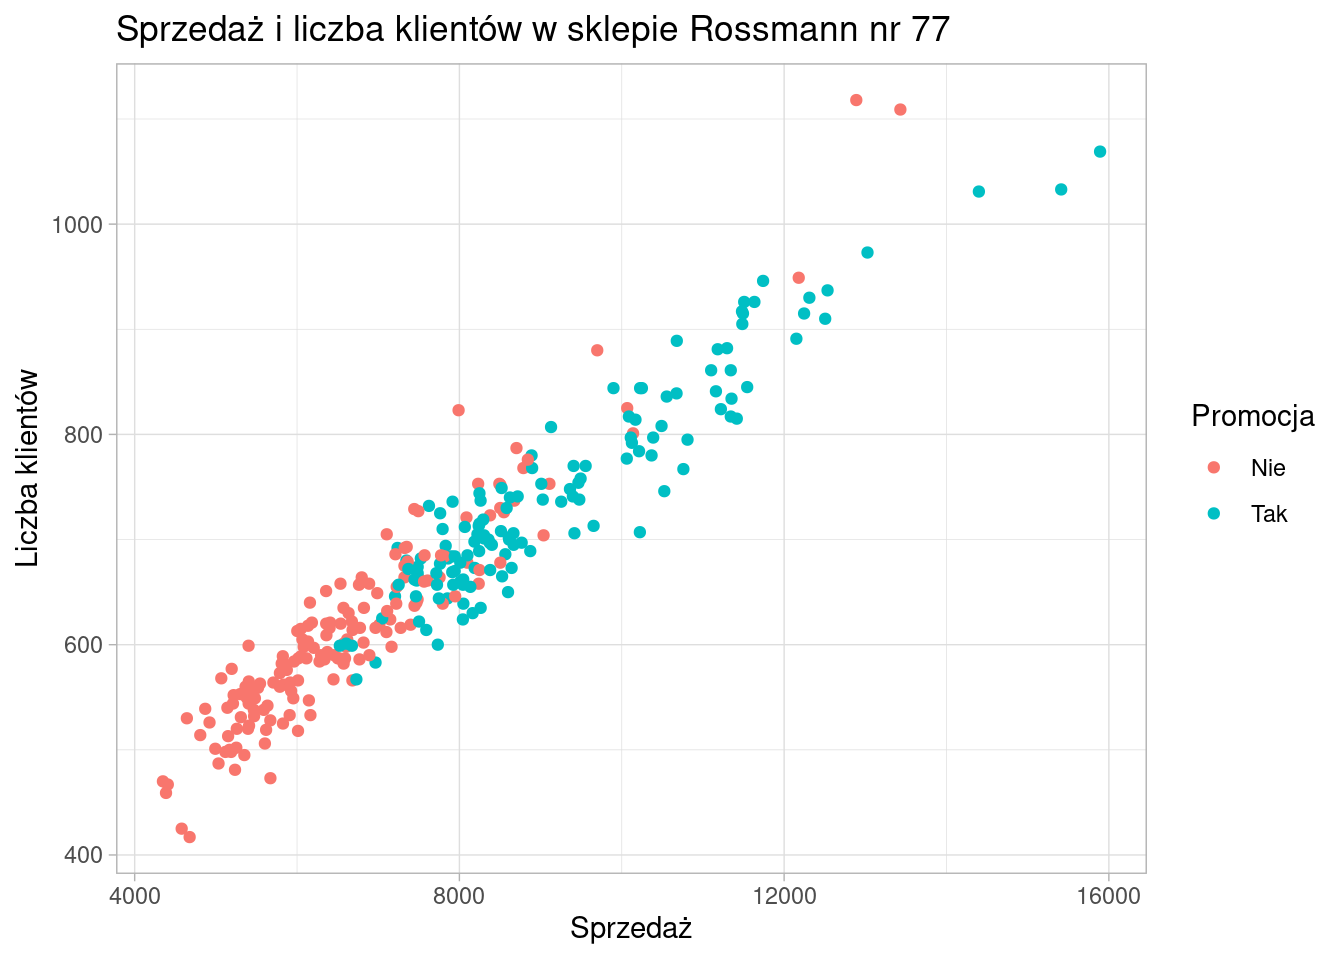 Sprzedaż i liczba klientów w sklepie Rossmann nr 77
Liczba klientów
1000
800
600
400
4000
8000
12000
16000
Sprzedaż
Promocja
Nie
Tak